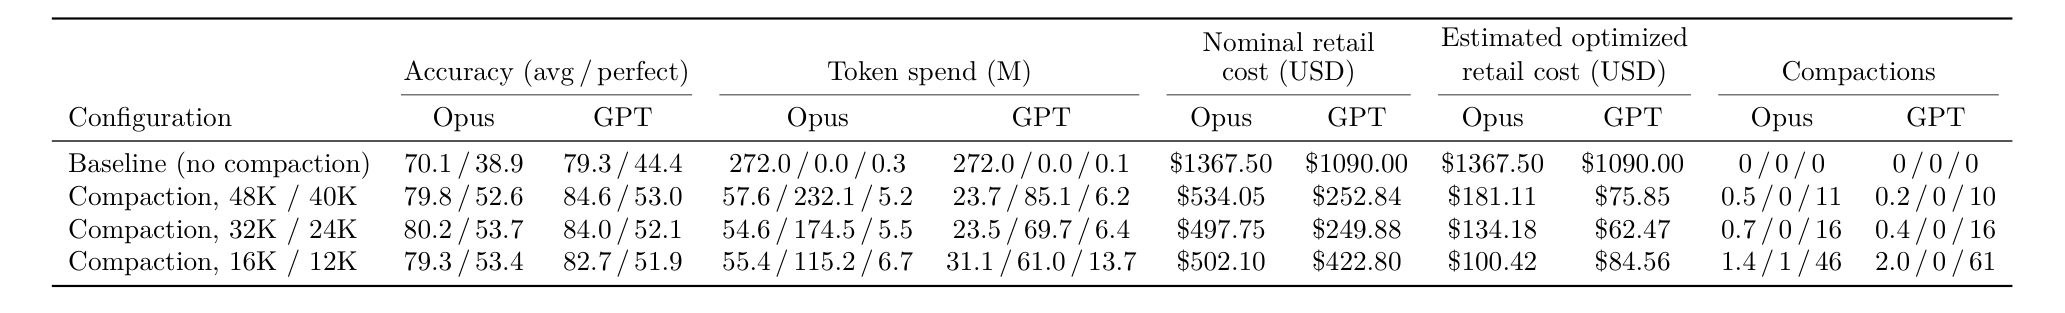 Nominal retail Estimated optimized
Accuracy (avg / perfect) Token spend (M) cost (USD) retail cost (USD) Compactions
Configuration Opus GPT Opus GPT Opus GPT Opus GPT Opus GPT
Baseline (no compaction) 70.1 / 38.9 79.3 / 44.4 272.0 / 0.0 / 0.3 272.0 / 0.0 / 0.1 $1367.50 $1090.00 $1367.50 $1090.00 0 / 0 / 0 0 / 0 / 0
Compaction, 48K / 40K 79.8 / 52.6 84.6 / 53.0 57.6 / 232.1 / 5.2 23.7 / 85.1 / 6.2 $534.05 $252.84 $181.11 $75.85 0.5 / 0 / 11 0.2 / 0 / 10
Compaction, 32K / 24K 80.2 / 53.7 84.0 / 52.1 54.6 / 174.5 / 5.5 23.5 / 69.7 / 6.4 $497.75 $249.88 $134.18 $62.47 0.7 / 0 / 16 0.4 / 0 / 16
Compaction, 16K / 12K 79.3 / 53.4 82.7 / 51.9 55.4 / 115.2 / 6.7 31.1 / 61.0 / 13.7 $502.10 $422.80 $100.42 $84.56 1.4 / 1 / 46 2.0 / 0 / 61